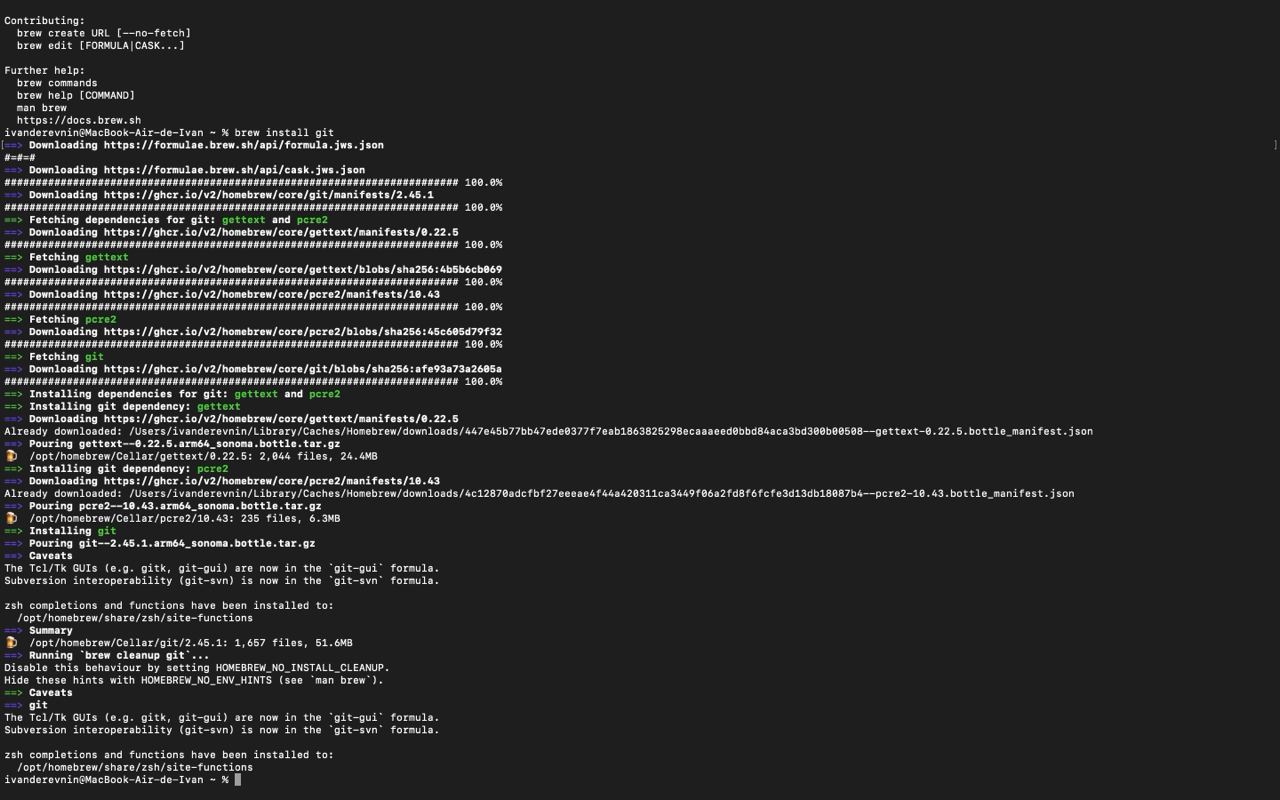 Contributing:
  brew create URL [--no-fetch]
  brew edit [FORMULA|CASK...]

Further help:
  brew commands
  brew help [COMMAND]
  man brew
  https://docs.brew.sh
ivanderevnin@MacBook-Air-de-Ivan ~ % brew install git
==> Downloading https://formulae.brew.sh/api/formula.jws.json
#=#=#
==> Downloading https://formulae.brew.sh/api/cask.jws.json
######################################################################### 100.0%
==> Downloading https://ghcr.io/v2/homebrew/core/git/manifests/2.45.1
######################################################################### 100.0%
==> Fetching dependencies for git: gettext and pcre2
==> Downloading https://ghcr.io/v2/homebrew/core/gettext/manifests/0.22.5
######################################################################### 100.0%
==> Fetching gettext
==> Downloading https://ghcr.io/v2/homebrew/core/gettext/blobs/sha256:4b5b6cb069
######################################################################### 100.0%
==> Downloading https://ghcr.io/v2/homebrew/core/pcre2/manifests/10.43
######################################################################### 100.0%
==> Fetching pcre2
==> Downloading https://ghcr.io/v2/homebrew/core/pcre2/blobs/sha256:45c605d79f32
######################################################################### 100.0%
==> Fetching git
==> Downloading https://ghcr.io/v2/homebrew/core/git/blobs/sha256:afe93a73a2605a
######################################################################### 100.0%
==> Installing dependencies for git: gettext and pcre2
==> Installing git dependency: gettext
==> Downloading https://ghcr.io/v2/homebrew/core/gettext/manifests/0.22.5
Already downloaded: /Users/ivanderevnin/Library/Caches/Homebrew/downloads/447e45b77bb47ede0377f7eab1863825298ecaaaeed0bbd84aca3bd300b00508--gettext-0.22.5.bottle_manifest.json
==> Pouring gettext--0.22.5.arm64_sonoma.bottle.tar.gz
🍺  /opt/homebrew/Cellar/gettext/0.22.5: 2,044 files, 24.4MB
==> Installing git dependency: pcre2
==> Downloading https://ghcr.io/v2/homebrew/core/pcre2/manifests/10.43
Already downloaded: /Users/ivanderevnin/Library/Caches/Homebrew/downloads/4c12870adcfbf27eeeae4f44a420311ca3449f06a2fd8f6fcfe3d13db18087b4--pcre2-10.43.bottle_manifest.json
==> Pouring pcre2--10.43.arm64_sonoma.bottle.tar.gz
🍺  /opt/homebrew/Cellar/pcre2/10.43: 235 files, 6.3MB
==> Installing git
==> Pouring git--2.45.1.arm64_sonoma.bottle.tar.gz
==> Caveats
The Tcl/Tk GUIs (e.g. gitk, git-gui) are now in the `git-gui` formula.
Subversion interoperability (git-svn) is now in the `git-svn` formula.

zsh completions and functions have been installed to:
  /opt/homebrew/share/zsh/site-functions
==> Summary
🍺  /opt/homebrew/Cellar/git/2.45.1: 1,657 files, 51.6MB
==> Running `brew cleanup git`...
Disable this behaviour by setting HOMEBREW_NO_INSTALL_CLEANUP.
Hide these hints with HOMEBREW_NO_ENV_HINTS (see `man brew`).
==> Caveats
==> git
The Tcl/Tk GUIs (e.g. gitk, git-gui) are now in the `git-gui` formula.
Subversion interoperability (git-svn) is now in the `git-svn` formula.

zsh completions and functions have been installed to:
  /opt/homebrew/share/zsh/site-functions
ivanderevnin@MacBook-Air-de-Ivan ~ %